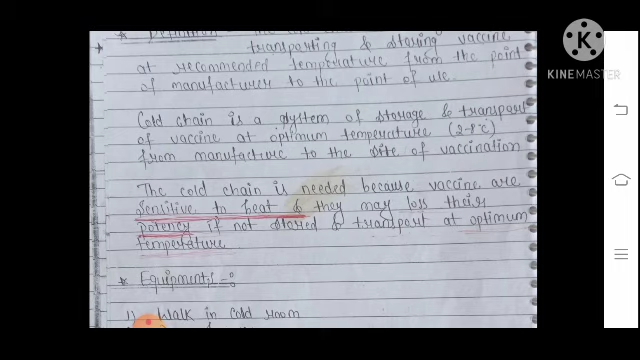 * Definition
transporting & storing vaccine
at recommended temperature from the point
of manufacturer to the point of use.
Cold chain is a system of storage & transport
of vaccine at optimum temperature (2-8°C)
from manufacture to the site of vaccination
The cold chain is needed because vaccine are
sensitive to heat & they may loss their
potency if not stored & transport at optimum
temperature
* Equipments =:
1) Walk in cold room
KINEMASTER